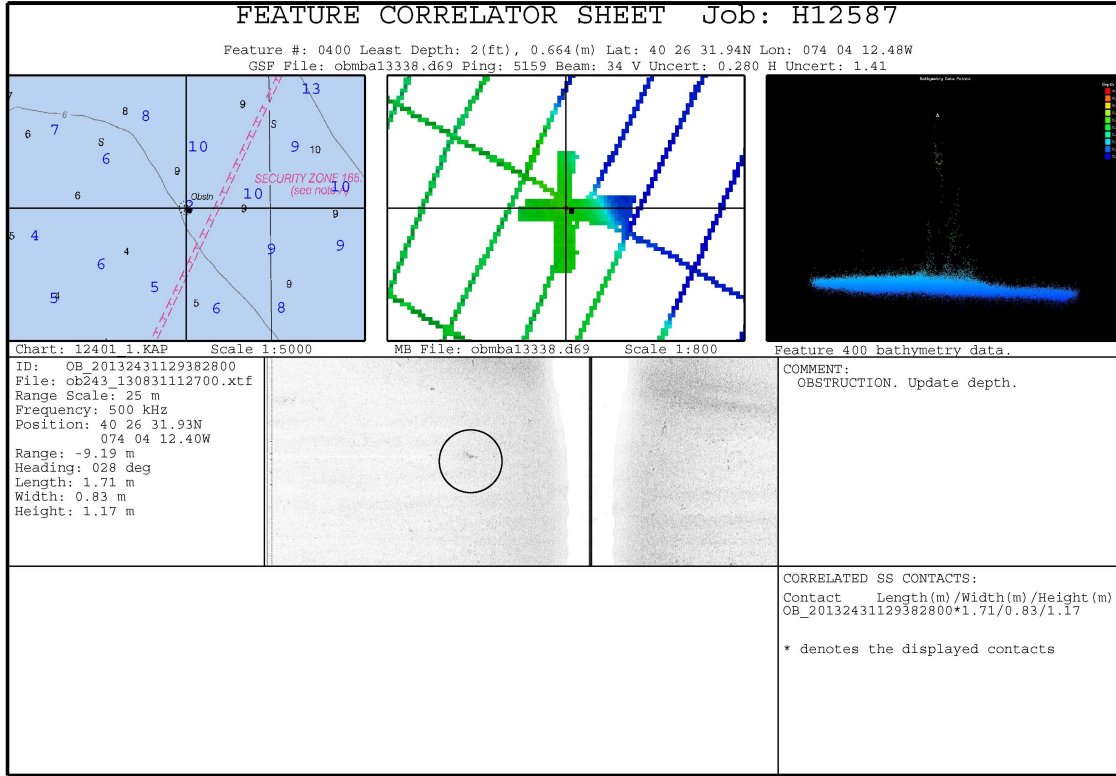 FEATURE CORRELATOR SHEET Job: H12587
Feature #: 0400 Least Depth: 2(ft), 0.664(m) Lat: 40 26 31.94N Lon: 074 04 12.48W
GSF File: obmba13338.d69 Ping: 5159 Beam: 34 V Uncert: 0.280 H Uncert: 1.41
13
9
8
8
6
7
6
S
S
9
10
9
10
6
9
SECURITY ZONE 165.
(see note
10
6
Obstn
10
2
9
9
5
4
4
9
9
6
5
9
5
5
6
8
Bathymetry Data Points
Chart: 12401_1.KAP Scale 1:5000
MB File: obmba13338.d69 Scale 1:800
Feature 400 bathymetry data.
ID: OB_20132431129382800
File: ob243_130831112700.xtf
Range Scale: 25 m
Frequency: 500 kHz
Position: 40 26 31.93N
074 04 12.40W
Range: -9.19 m
Heading: 028 deg
Length: 1.71 m
Width: 0.83 m
Height: 1.17 m
COMMENT:
OBSTRUCTION. Update depth.
CORRELATED SS CONTACTS:
Contact Length(m)/Width(m)/Height(m)
OB_20132431129382800*1.71/0.83/1.17
* denotes the displayed contacts